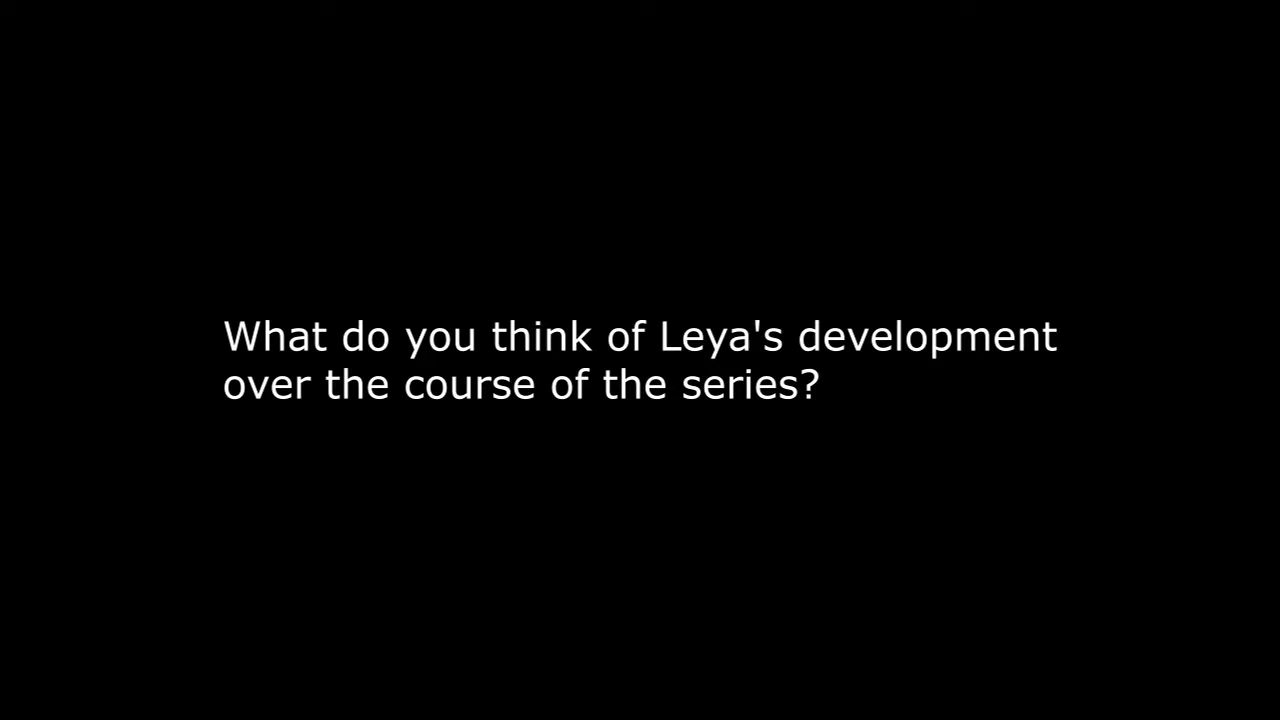 What do you think of Leya's development
over the course of the series?